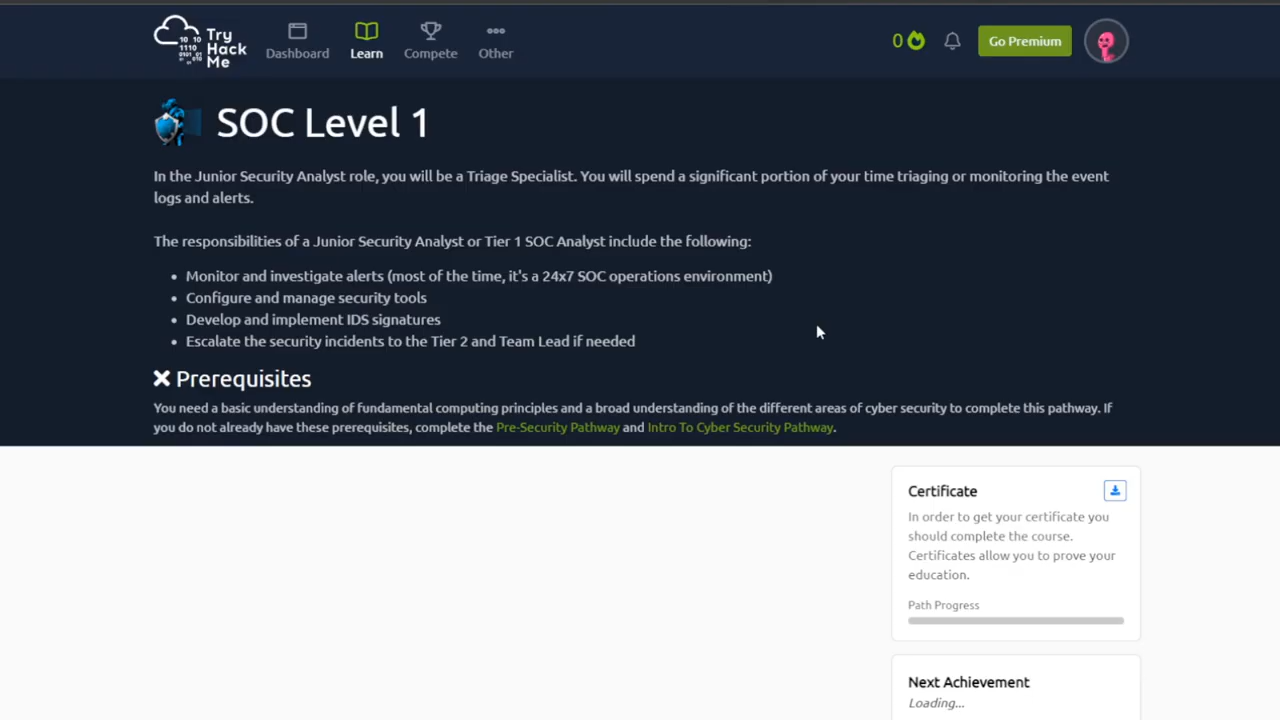 Try
Hack
Me
10 10
1110
0101 01
010
Dashboard
Learn
Compete
Other
0
Go Premium
SOC Level 1
In the Junior Security Analyst role, you will be a Triage Specialist. You will spend a significant portion of your time triaging or monitoring the event
logs and alerts.
The responsibilities of a Junior Security Analyst or Tier 1 SOC Analyst include the following:
• Monitor and investigate alerts (most of the time, it's a 24x7 SOC operations environment)
• Configure and manage security tools
• Develop and implement IDS signatures
• Escalate the security incidents to the Tier 2 and Team Lead if needed
Prerequisites
You need a basic understanding of fundamental computing principles and a broad understanding of the different areas of cyber security to complete this pathway. If
you do not already have these prerequisites, complete the Pre-Security Pathway and Intro To Cyber Security Pathway.
Certificate
In order to get your certificate you
should complete the course.
Certificates allow you to prove your
education.
Path Progress
Next Achievement
Loading...